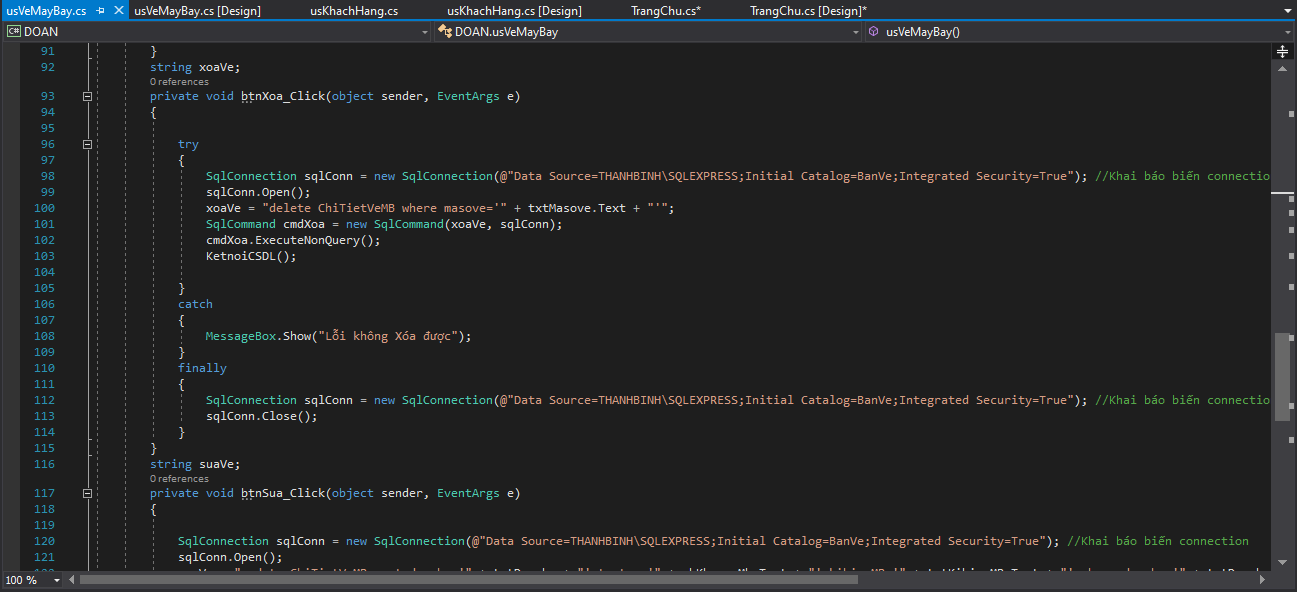 usVeMayBay.cs usVeMayBay.cs [Design] usKhachHang.cs usKhachHang.cs [Design] TrangChu.cs* TrangChu.cs [Design]*
C# DOAN DOAN.usVeMayBay usVeMayBay()
91 }
92 string xoaVe;
0 references
93 private void btnXoa_Click(object sender, EventArgs e)
94 {
95
96 try
97 {
98 SqlConnection sqlConn = new SqlConnection(@"Data Source=THANHBINH\SQLEXPRESS;Initial Catalog=BanVe;Integrated Security=True"); //Khai báo biến connectio
99 sqlConn.Open();
100 xoaVe = "delete ChiTietVeMB where masove='" + txtMasove.Text + "'";
101 SqlCommand cmdXoa = new SqlCommand(xoaVe, sqlConn);
102 cmdXoa.ExecuteNonQuery();
103 KetnoiCSDL();
104
105 }
106 catch
107 {
108 MessageBox.Show("Lỗi không Xóa được");
109 }
110 finally
111 {
112 SqlConnection sqlConn = new SqlConnection(@"Data Source=THANHBINH\SQLEXPRESS;Initial Catalog=BanVe;Integrated Security=True"); //Khai báo biến connectio
113 sqlConn.Close();
114 }
115 }
116 string suaVe;
0 references
117 private void btnSua_Click(object sender, EventArgs e)
118 {
119
120 SqlConnection sqlConn = new SqlConnection(@"Data Source=THANHBINH\SQLEXPRESS;Initial Catalog=BanVe;Integrated Security=True"); //Khai báo biến connection
121 sqlConn.Open();
100 %